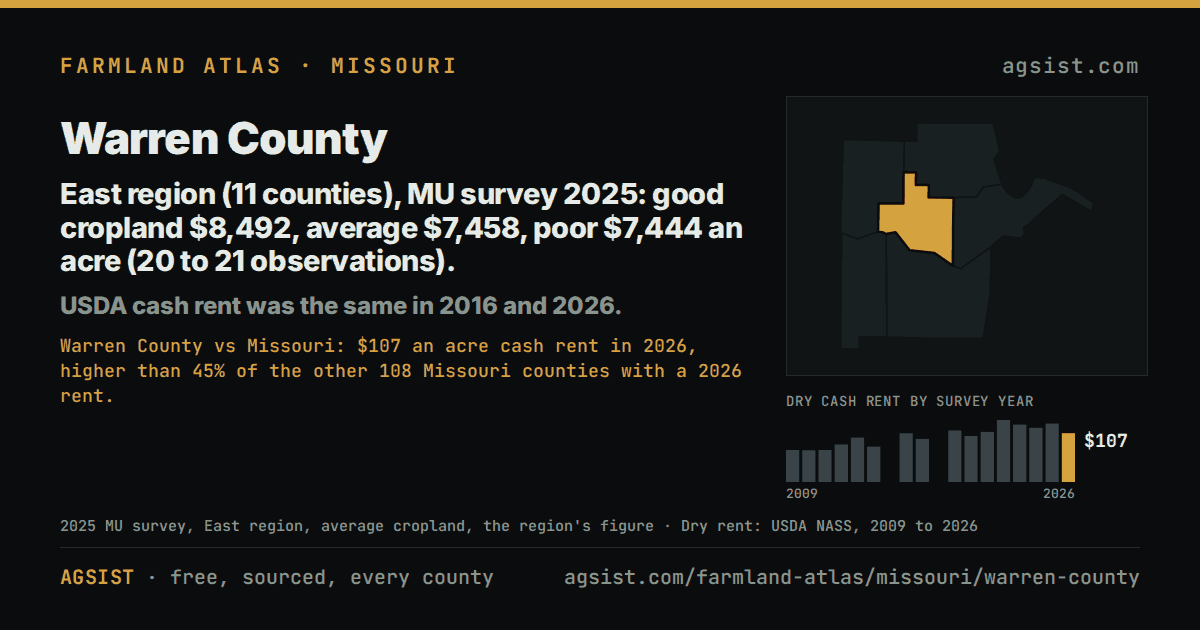 FARMLAND ATLAS · MISSOURI
agsist.com
Warren County
East region (11 counties), MU survey 2025: good
cropland $8,492, average $7,458, poor $7,444 an
acre (20 to 21 observations).
USDA cash rent was the same in 2016 and 2026.
Warren County vs Missouri: $107 an acre cash rent in 2026,
higher than 45% of the other 108 Missouri counties with a 2026
rent.
DRY CASH RENT BY SURVEY YEAR
$107
2009
2026
2025 MU survey, East region, average cropland, the region's figure · Dry rent: USDA NASS, 2009 to 2026
AGSIST · free, sourced, every county
agsist.com/farmland-atlas/missouri/warren-county